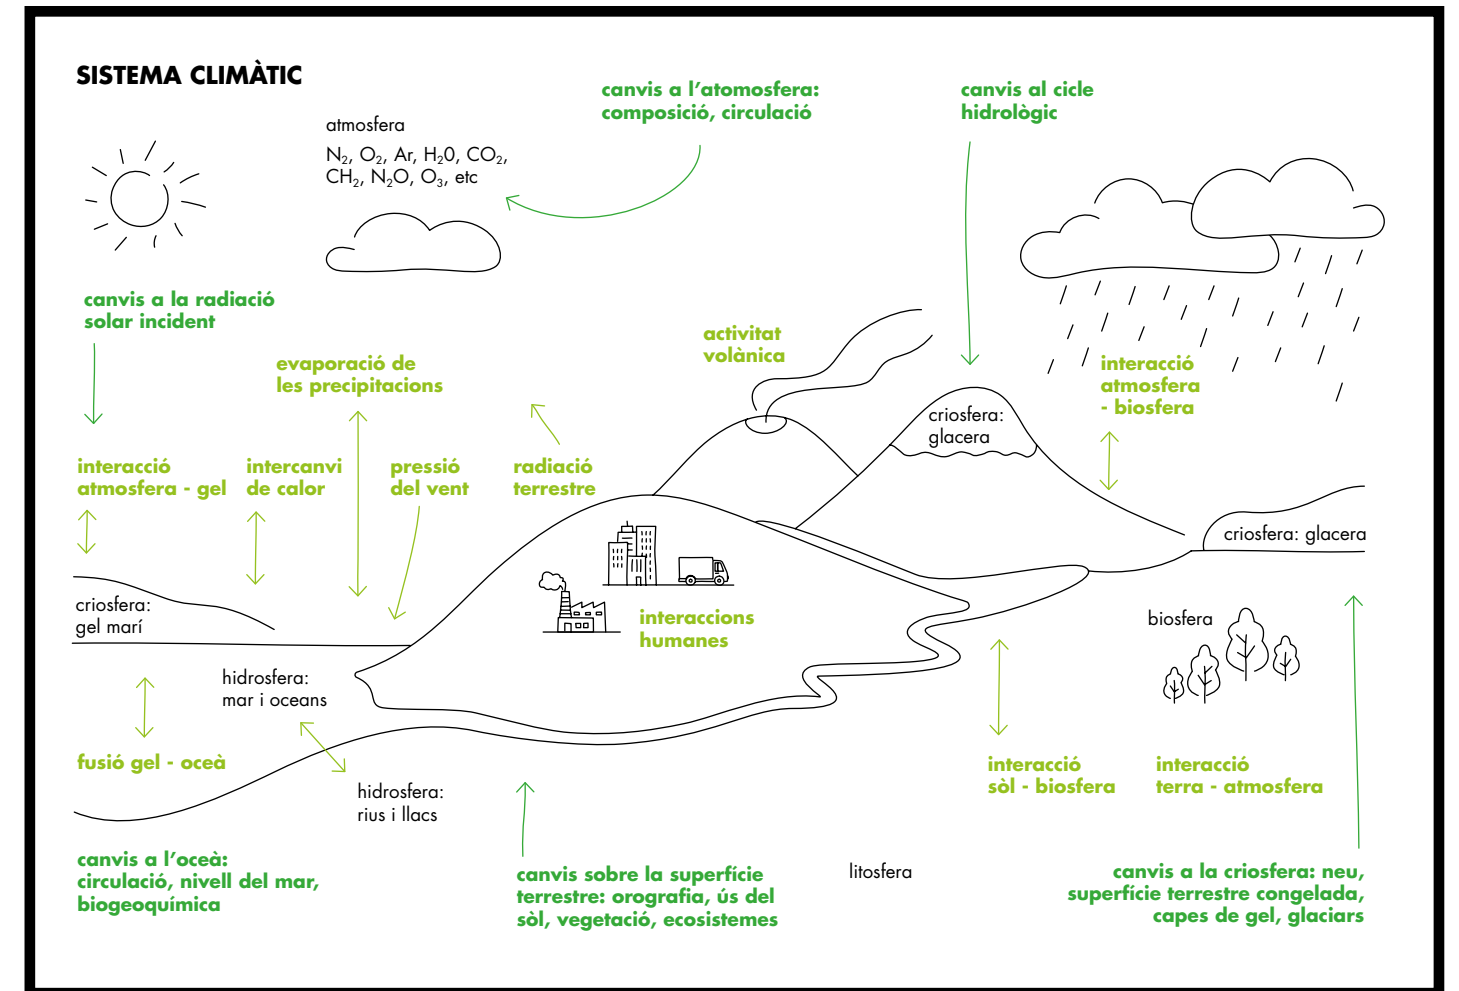 SISTEMA CLIMÀTIC
canvis a l'atomosfera:
composició, circulació
canvis al cicle
hidrològic
atmosfera
N₂, O₂, Ar, H₂0, CO₂,
CH₂, N₂O, O₃, etc
canvis a la radiació
solar incident
evaporació de
les precipitacions
activitat
volànica
interacció
atmosfera
- biosfera
criosfera:
glacera
interacció
atmosfera - gel
intercanvi
de calor
pressió
del vent
radiació
terrestre
criosfera: glacera
criosfera:
gel marí
interaccions
humanes
biosfera
hidrosfera:
mar i oceans
fusió gel - oceà
hidrosfera:
rius i llacs
interacció
sòl - biosfera
interacció
terra - atmosfera
canvis a l'oceà:
circulació, nivell del mar,
biogeoquímica
canvis sobre la superfície
terrestre: orografia, ús del
sòl, vegetació, ecosistemes
litosfera
canvis a la criosfera: neu,
superfície terrestre congelada,
capes de gel, glaciars